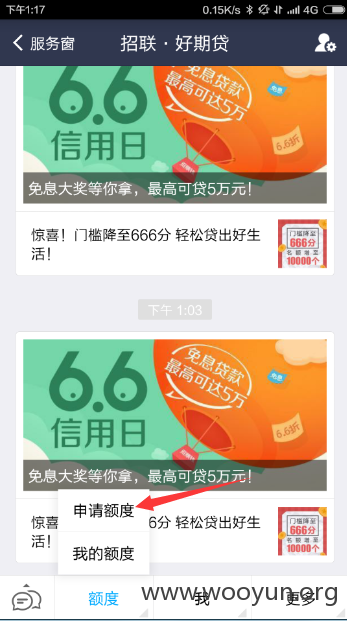 下午1:17
0.15K/s
4G
服务窗
招联·好期贷
6.6
信用日
免息贷款
最高可达5万
免息
6.6折
免息大奖等你拿，最高可贷5万元！
惊喜！门槛降至666分 轻松贷出好生
活！
门槛降至
666分
名额增至
10000个
下午 1:03
6.6
信用日
免息贷款
最高可达5万
免息
6.6折
免息大奖等你拿，最高可贷5万元！
惊喜
6分 轻松贷出好生
活！
门槛降至
666分
名额增至
10000个
申请额度
我的额度
额度
我
更多
www.wooyun.org